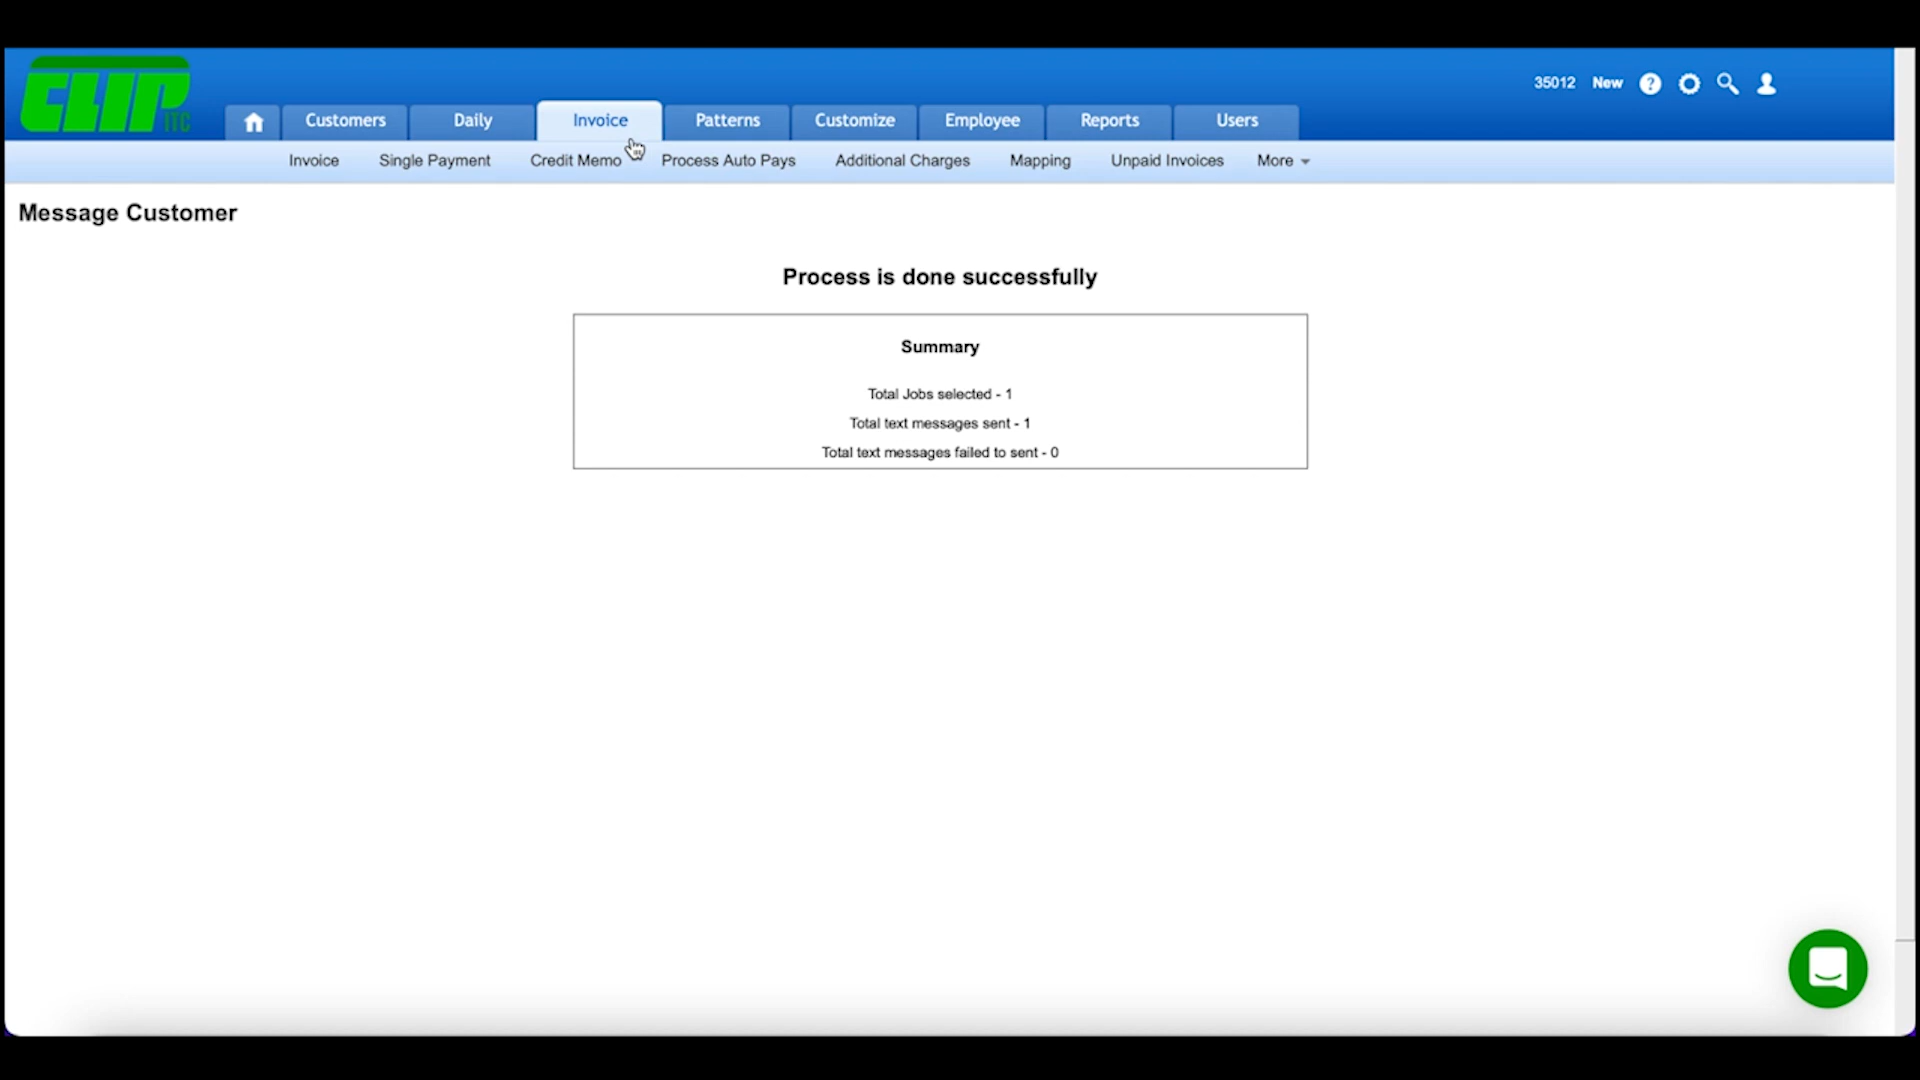 CLIP
ITC
35012 New
Customers Daily Invoice Patterns Customize Employee Reports Users
Invoice Single Payment Credit Memo Process Auto Pays Additional Charges Mapping Unpaid Invoices More
Message Customer
Process is done successfully
Summary
Total Jobs selected - 1
Total text messages sent - 1
Total text messages failed to sent - 0